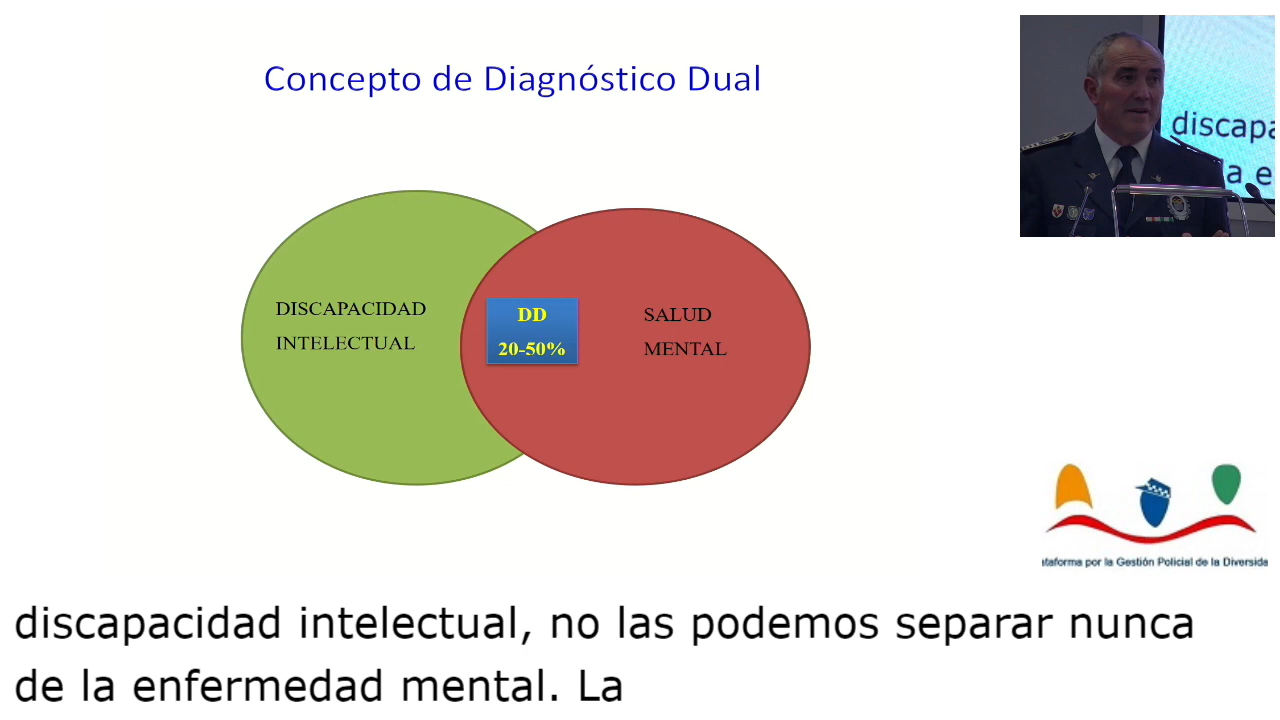 Concepto de Diagnóstico Dual
DISCAPACIDAD
INTELECTUAL
DD
20-50%
SALUD
MENTAL
discapa
a e
ataforma por la Gestión Policial de la Diversida
discapacidad intelectual, no las podemos separar nunca
de la enfermedad mental. La